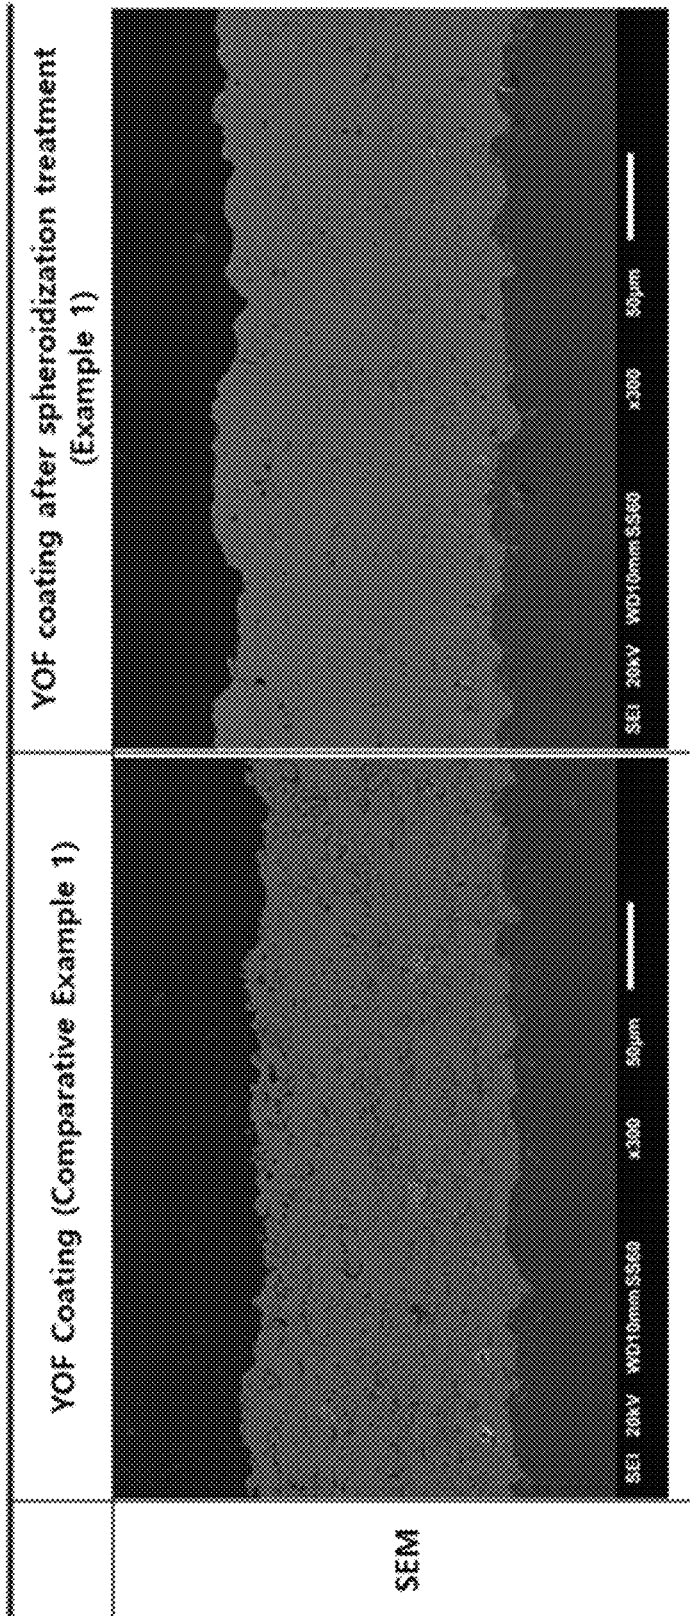 YOF Coating (Comparative Example 1)
YOF coating after spheroidization treatment
(Example 1)
SEM
SEI 20kV WD10mm SS60 x300 50µm
SEI 20kV WD10mm SS60 x300 50µm